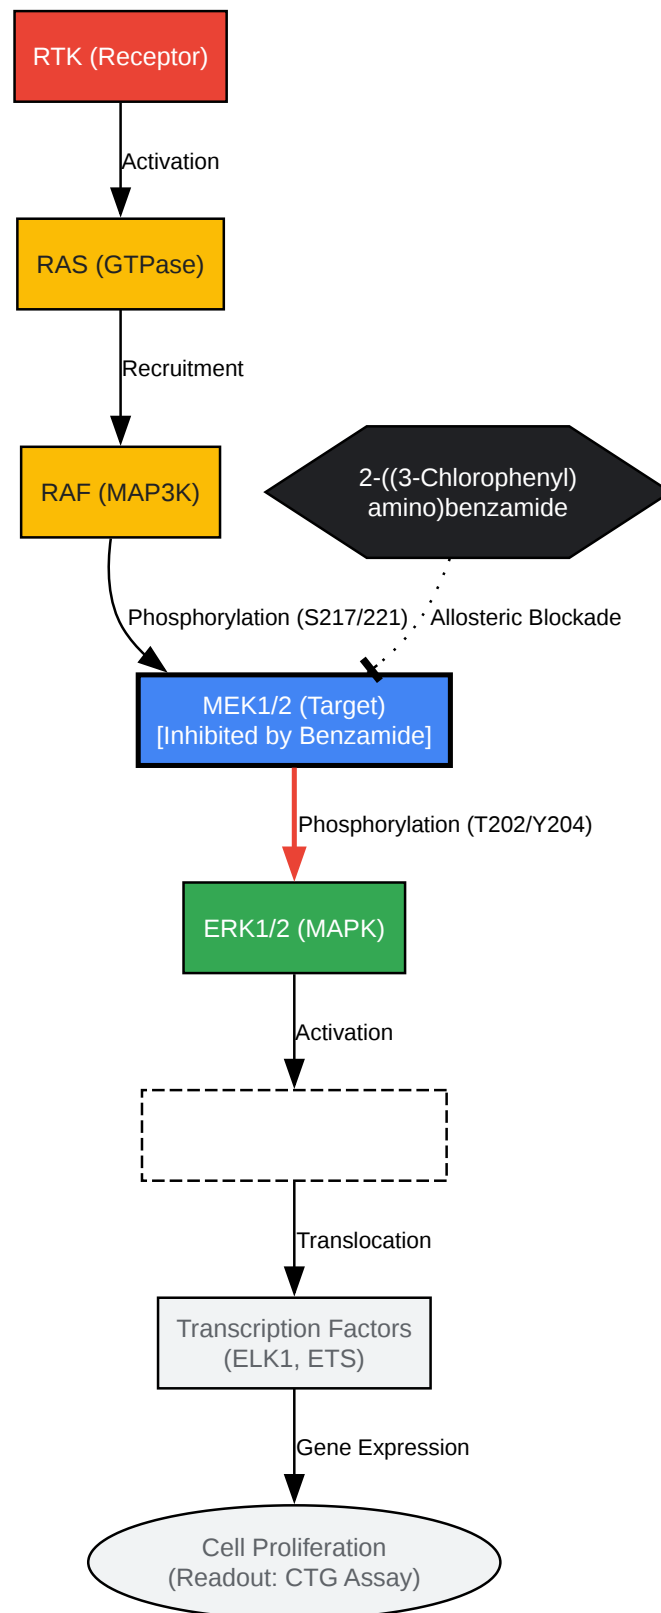 RTK (Receptor)
Activation
RAS (GTPase)
Recruitment
RAF (MAP3K)
2-((3-Chlorophenyl)
amino)benzamide
Phosphorylation (S217/221)
Allosteric Blockade
MEK1/2 (Target)
[Inhibited by Benzamide]
Phosphorylation (T202/Y204)
ERK1/2 (MAPK)
Activation
Translocation
Transcription Factors
(ELK1, ETS)
Gene Expression
Cell Proliferation
(Readout: CTG Assay)